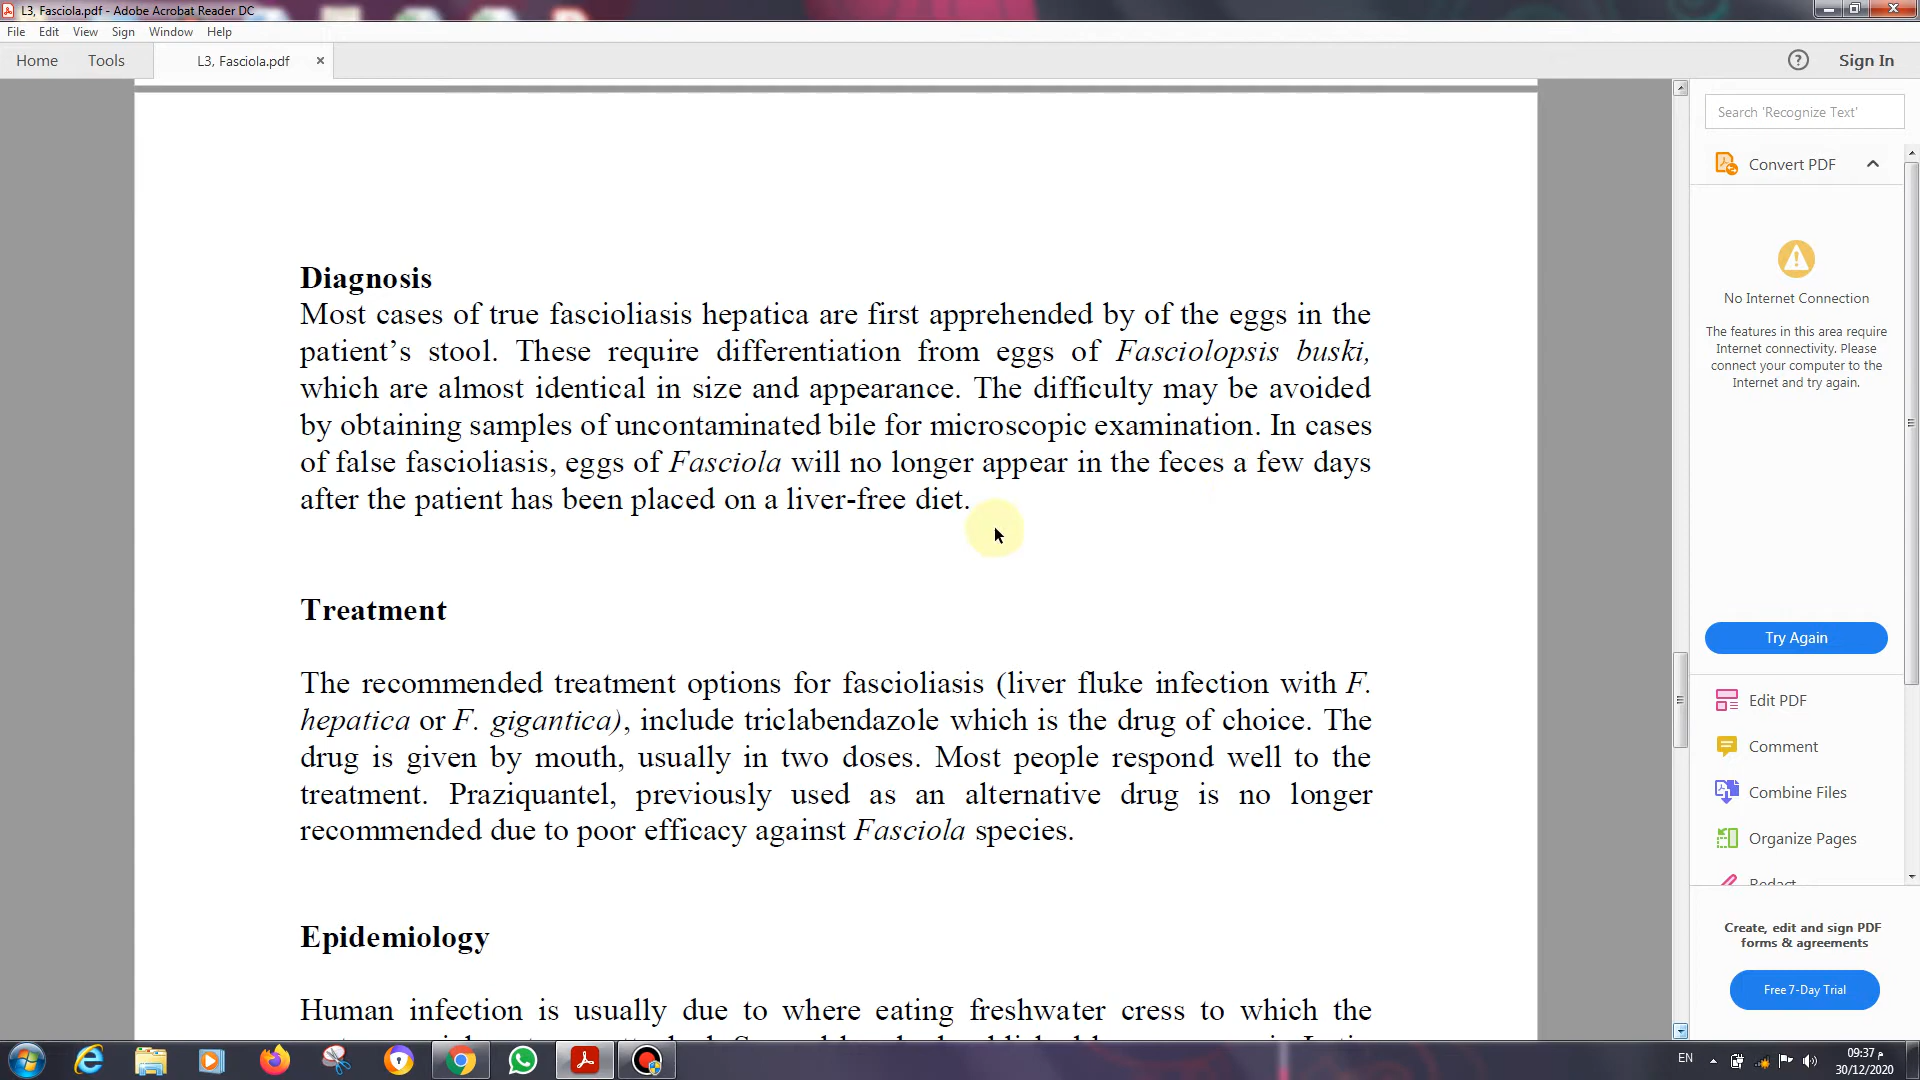 L3, Fasciola.pdf - Adobe Acrobat Reader DC
File Edit View Sign Window Help
Home Tools L3, Fasciola.pdf × ? Sign In
Search 'Recognize Text'
Convert PDF
No Internet Connection
The features in this area require
Internet connectivity. Please
connect your computer to the
Internet and try again.
Try Again
Edit PDF
Comment
Combine Files
Organize Pages
Redact
Create, edit and sign PDF
forms & agreements
Free 7-Day Trial
Diagnosis
Most cases of true fascioliasis hepatica are first apprehended by of the eggs in the
patient’s stool. These require differentiation from eggs of Fasciolopsis buski,
which are almost identical in size and appearance. The difficulty may be avoided
by obtaining samples of uncontaminated bile for microscopic examination. In cases
of false fascioliasis, eggs of Fasciola will no longer appear in the feces a few days
after the patient has been placed on a liver-free diet.
Treatment
The recommended treatment options for fascioliasis (liver fluke infection with F.
hepatica or F. gigantica), include triclabendazole which is the drug of choice. The
drug is given by mouth, usually in two doses. Most people respond well to the
treatment. Praziquantel, previously used as an alternative drug is no longer
recommended due to poor efficacy against Fasciola species.
Epidemiology
Human infection is usually due to where eating freshwater cress to which the
EN
09:37 م
30/12/2020